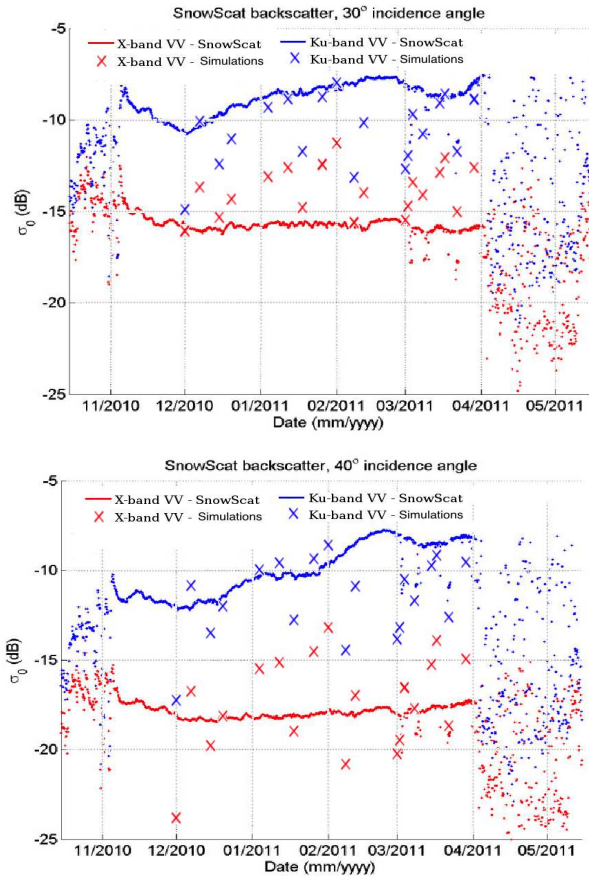 SnowScat backscatter, 30° incidence angle
-5
X-band VV - SnowScat
Ku-band VV - SnowScat
X-band VV - Simulations
Ku-band VV - Simulations
-10
σ0 (dB)
-15
-20
-25
11/2010 12/2010 01/2011 02/2011 03/2011 04/2011 05/2011
Date (mm/yyyy)
SnowScat backscatter, 40° incidence angle
-5
X-band VV - SnowScat
Ku-band VV - SnowScat
X-band VV - Simulations
Ku-band VV - Simulations
-10
σ0 (dB)
-15
-20
-25
11/2010 12/2010 01/2011 02/2011 03/2011 04/2011 05/2011
Date (mm/yyyy)